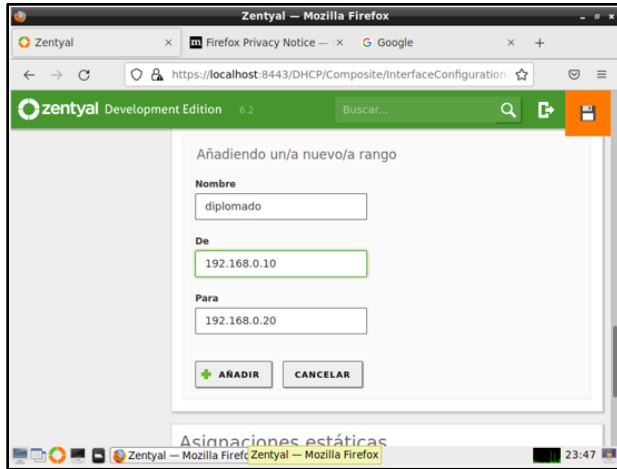 Zentyal — Mozilla Firefox
Zentyal
Firefox Privacy Notice —
G Google
https://localhost:8443/DHCP/Composite/InterfaceConfiguration
zentyal Development Edition 6.2
Buscar...
Añadiendo un/a nuevo/a rango
Nombre
diplomado
De
192.168.0.10
Para
192.168.0.20
AÑADIR CANCELAR
Asignaciones estáticas
Zentyal — Mozilla Firefo
Zentyal — Mozilla Firefox
23:47